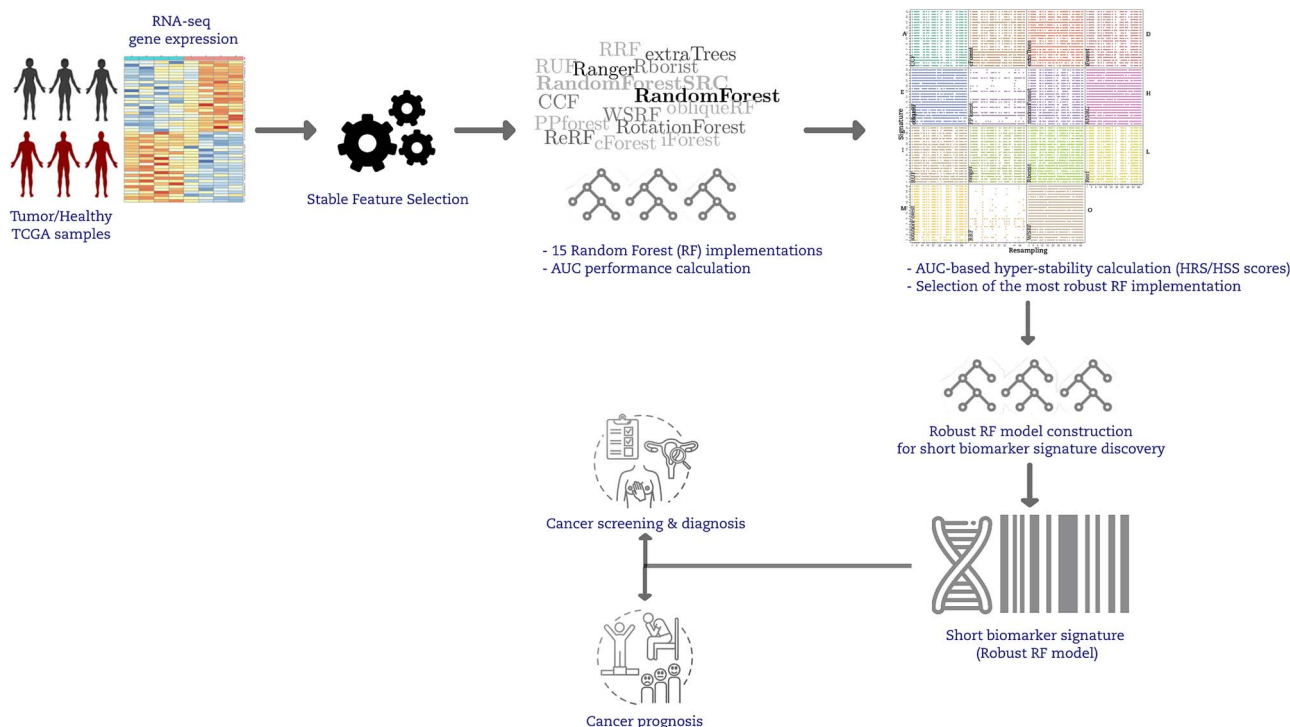 RNA-seq
gene expression
Tumor/Healthy
TCGA samples
Stable Feature Selection
RRF
extraTrees
RUF
Ranger
Rborist
RandomForestSRC
RandomForest
CCF
WSRF
obliqueRF
PPforest
RotationForest
ReRF
cForest
iForest
- 15 Random Forest (RF) implementations
- AUC performance calculation
A
D
E
H
Signature
I
L
M
O
Resampling
- AUC-based hyper-stability calculation (HRS/HSS scores)
- Selection of the most robust RF implementation
Robust RF model construction
for short biomarker signature discovery
Cancer screening & diagnosis
Short biomarker signature
(Robust RF model)
Cancer prognosis